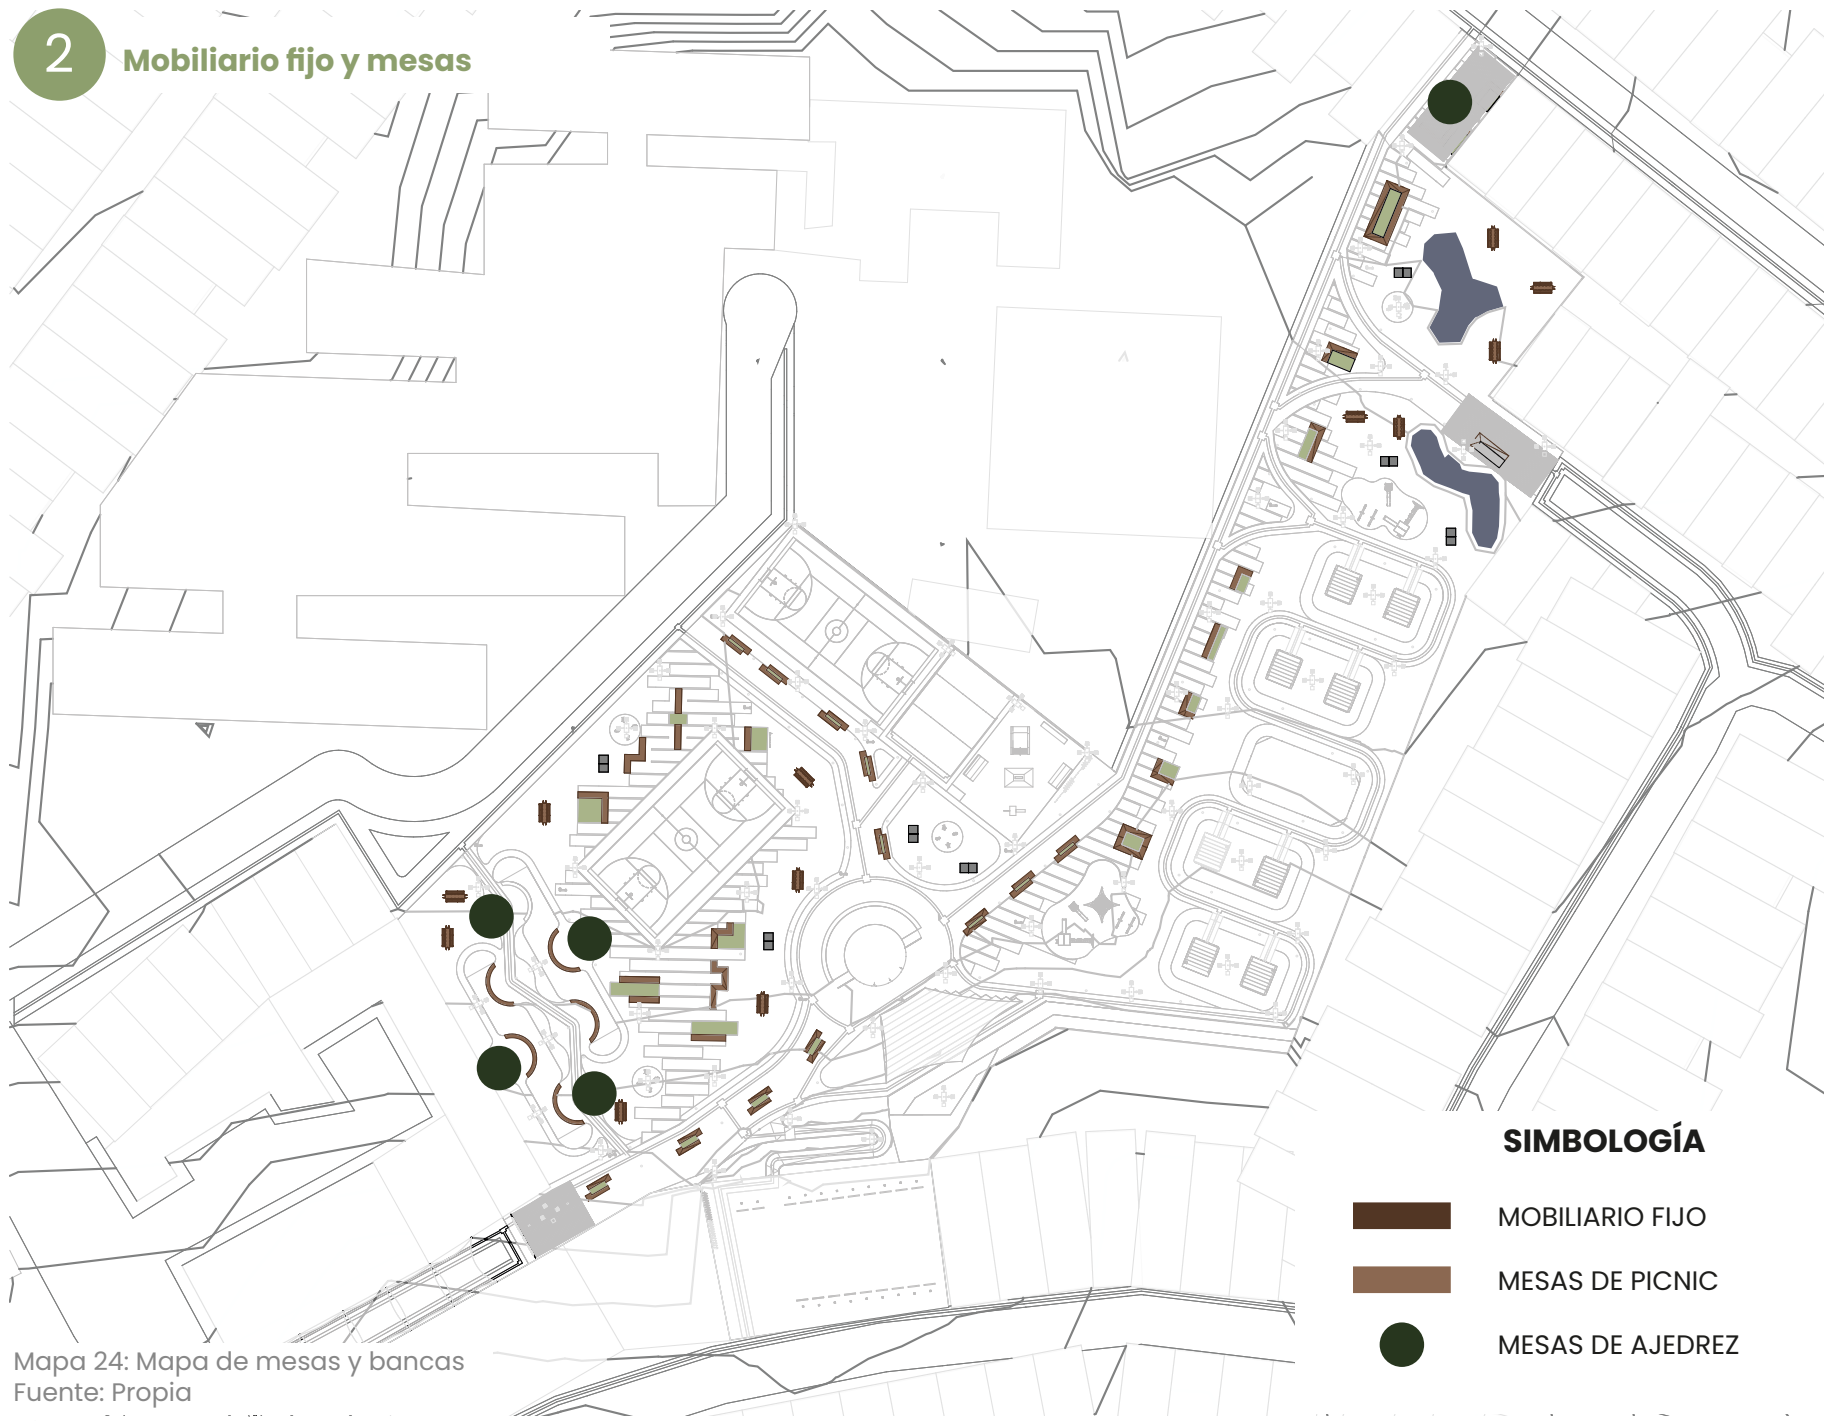 2
Mobiliario fijo y mesas
SIMBOLOGÍA
MOBILIARIO FIJO
MESAS DE PICNIC
MESAS DE AJEDREZ
Mapa 24: Mapa de mesas y bancas
Fuente: Propia